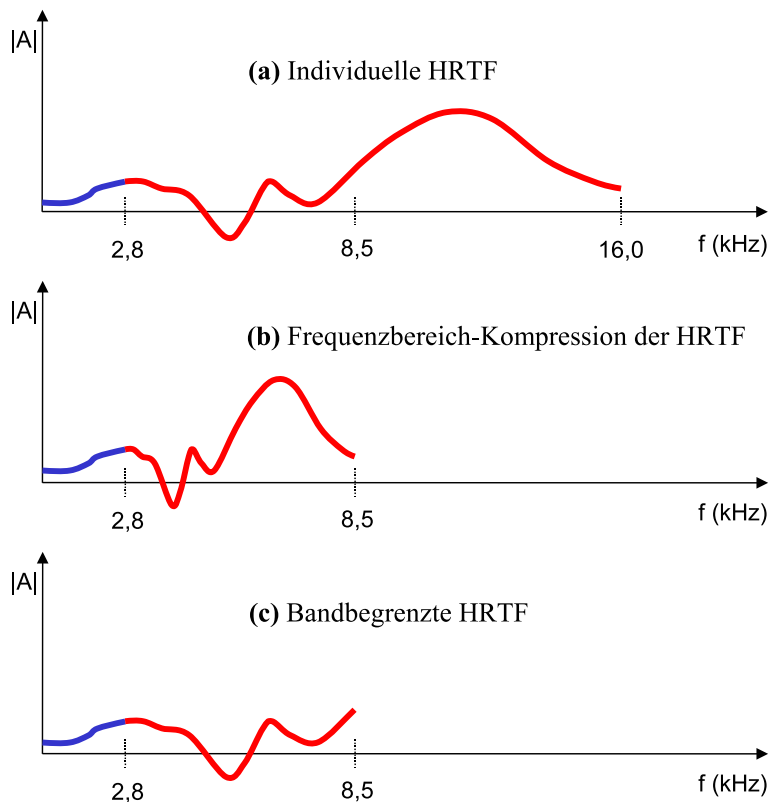 |A|
(a) Individuelle HRTF
2,8
8,5
16,0
f (kHz)
|A|
(b) Frequenzbereich-Kompression der HRTF
2,8
8,5
f (kHz)
|A|
(c) Bandbegrenzte HRTF
2,8
8,5
f (kHz)